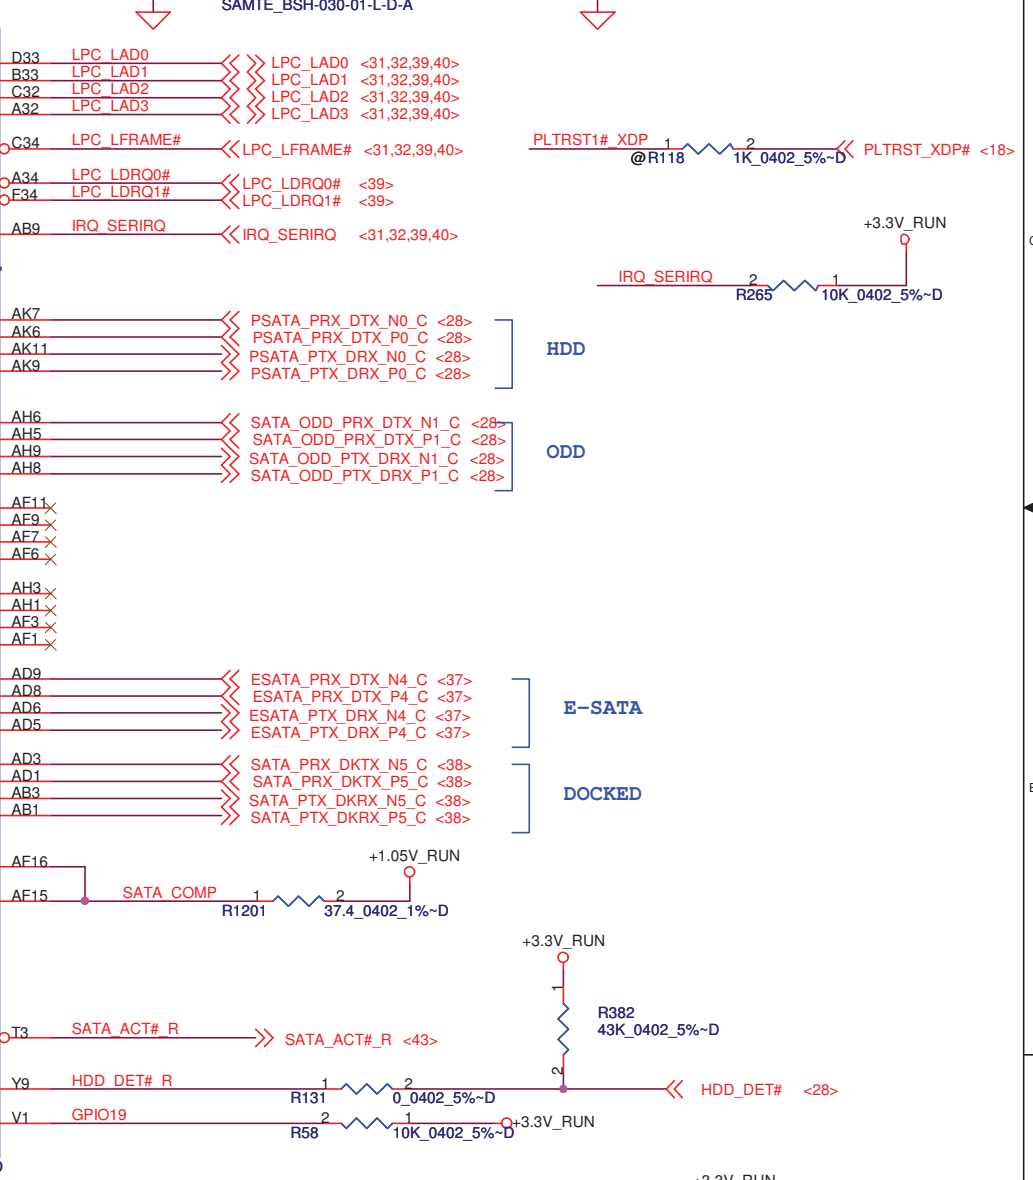 SAMTE_BSH-030-01-L-D-A
D33 LPC_LAD0 LPC_LAD0 <31,32,39,40>
B33 LPC_LAD1 LPC_LAD1 <31,32,39,40>
C32 LPC_LAD2 LPC_LAD2 <31,32,39,40>
A32 LPC_LAD3 LPC_LAD3 <31,32,39,40>
C34 LPC_LFRAME# LPC_LFRAME# <31,32,39,40>
PLTRST1#_XDP 1 2 PLTRST_XDP# <18>
@R118 1K_0402_5%~D
A34 LPC_LDRQ0# LPC_LDRQ0# <39>
F34 LPC_LDRQ1# LPC_LDRQ1# <39>
AB9 IRQ_SERIRQ IRQ_SERIRQ <31,32,39,40>
+3.3V_RUN
IRQ_SERIRQ 2 1
R265 10K_0402_5%~D
AK7 PSATA_PRX_DTX_N0_C <28>
AK6 PSATA_PRX_DTX_P0_C <28>
AK11 PSATA_PTX_DRX_N0_C <28>
AK9 PSATA_PTX_DRX_P0_C <28>
HDD
AH6 SATA_ODD_PRX_DTX_N1_C <28>
AH5 SATA_ODD_PRX_DTX_P1_C <28>
AH9 SATA_ODD_PTX_DRX_N1_C <28>
AH8 SATA_ODD_PTX_DRX_P1_C <28>
ODD
AF11
AF9
AF7
AF6
AH3
AH1
AF3
AF1
AD9 ESATA_PRX_DTX_N4_C <37>
AD8 ESATA_PRX_DTX_P4_C <37>
AD6 ESATA_PTX_DRX_N4_C <37>
AD5 ESATA_PTX_DRX_P4_C <37>
E-SATA
AD3 SATA_PRX_DKTX_N5_C <38>
AD1 SATA_PRX_DKTX_P5_C <38>
AB3 SATA_PTX_DKRX_N5_C <38>
AB1 SATA_PTX_DKRX_P5_C <38>
DOCKED
+1.05V_RUN
AF16
AF15 SATA_COMP 1 2
R1201 37.4_0402_1%~D
+3.3V_RUN
1
R382
43K_0402_5%~D
2
T3 SATA_ACT#_R SATA_ACT#_R <43>
Y9 HDD_DET#_R 1 2 HDD_DET# <28>
R131 0_0402_5%~D
V1 GPIO19 2 1 +3.3V_RUN
R58 10K_0402_5%~D
+3.3V_RUN